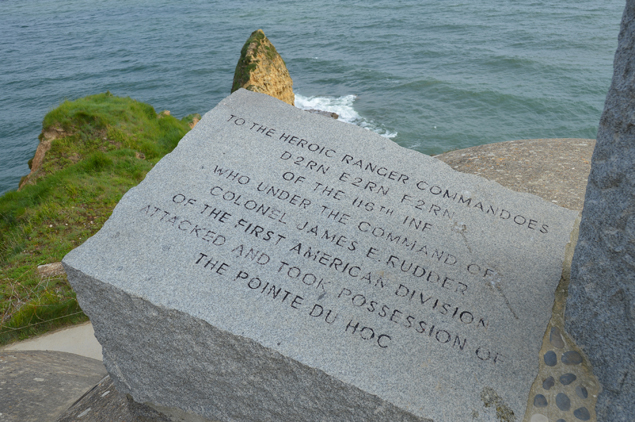 TO THE HEROIC RANGER COMMANDOES
D2RN E2RN F2RN
OF THE 116TH INF
WHO UNDER THE COMMAND OF
COLONEL JAMES E. RUDDER
OF THE FIRST AMERICAN DIVISION
ATTACKED AND TOOK POSSESSION OF
THE POINTE DU HOC